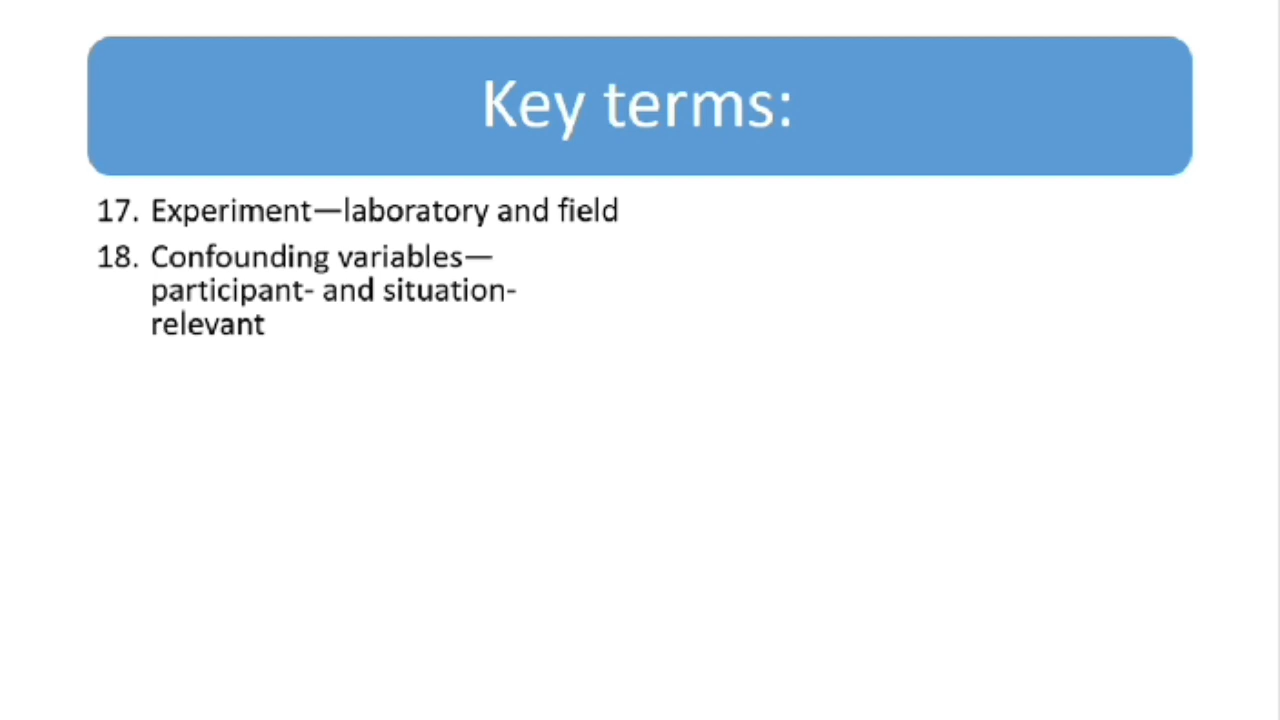 Key terms:
17. Experiment—laboratory and field
18. Confounding variables—
participant- and situation-
relevant